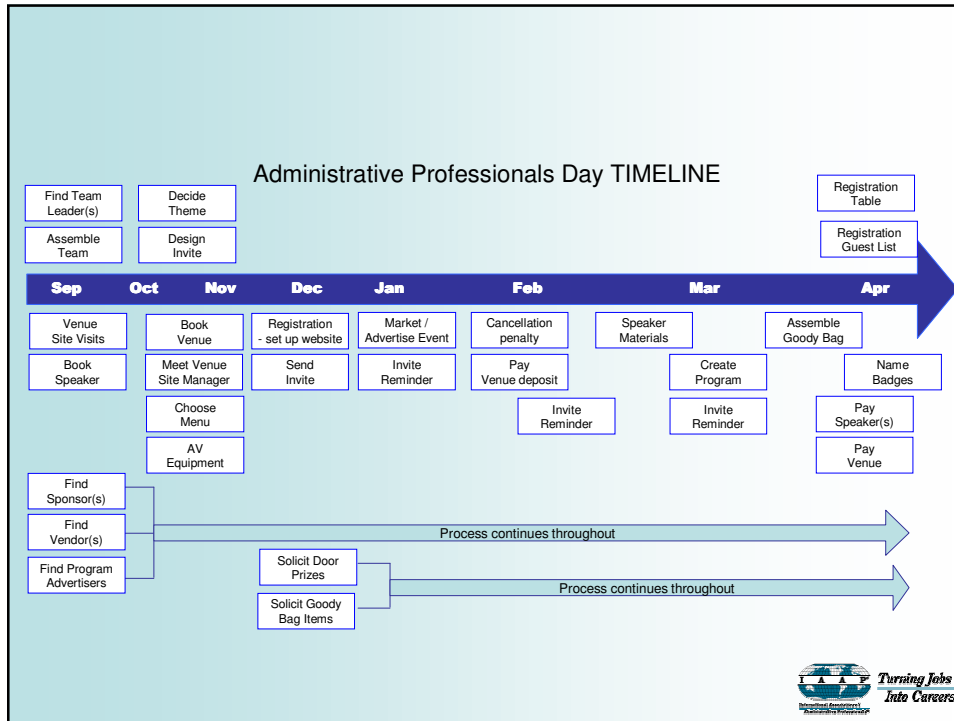 Administrative Professionals Day TIMELINE
Find Team
Leader(s)
Decide
Theme
Registration
Table
Assemble
Team
Design
Invite
Registration
Guest List
Sep Oct Nov Dec Jan Feb Mar Apr
Venue
Site Visits
Book
Venue
Registration
- set up website
Market /
Advertise Event
Cancellation
penalty
Speaker
Materials
Assemble
Goody Bag
Book
Speaker
Meet Venue
Site Manager
Send
Invite
Invite
Reminder
Pay
Venue deposit
Create
Program
Name
Badges
Choose
Menu
Invite
Reminder
Invite
Reminder
Pay
Speaker(s)
AV
Equipment
Pay
Venue
Find
Sponsor(s)
Find
Vendor(s)
Process continues throughout
Find Program
Advertisers
Solicit Door
Prizes
Process continues throughout
Solicit Goody
Bag Items
I A A P
International Association of
Administrative Professionals®
Turning Jobs
Into Careers